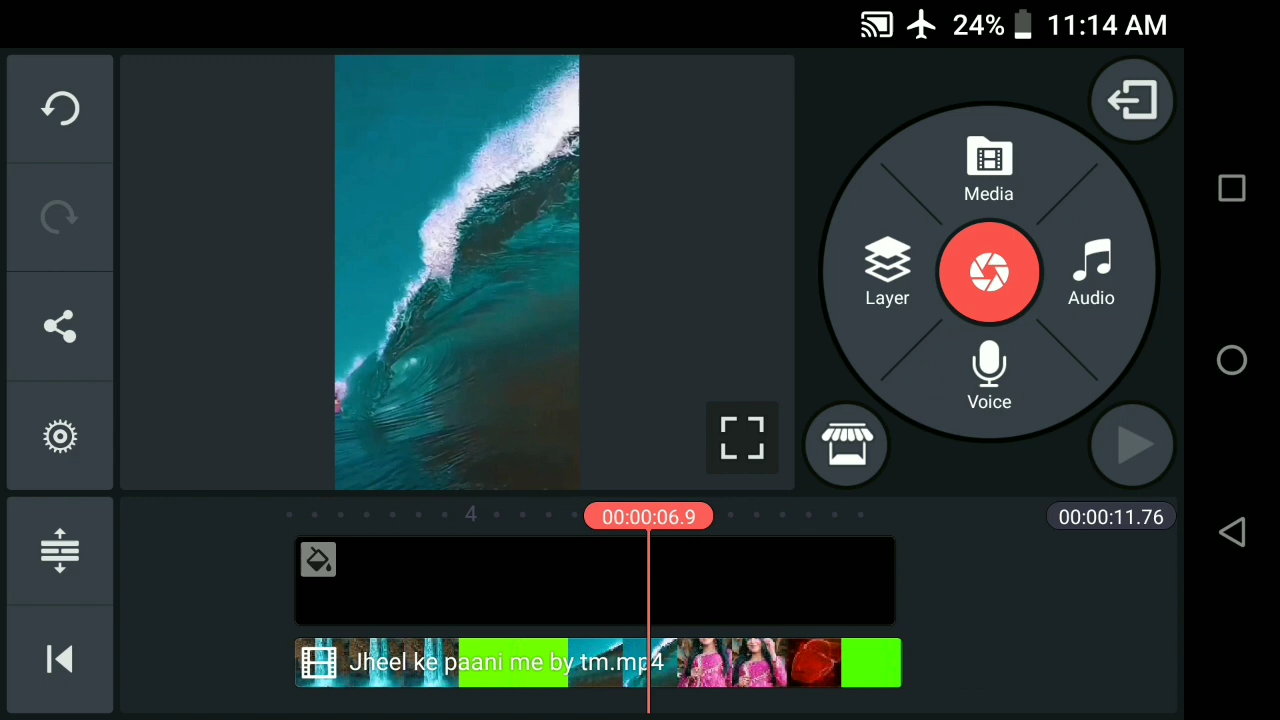 24% 11:14 AM
Media
Layer
Audio
Voice
4
00:00:06.9
00:00:11.76
Jheel ke paani me by tm.mp4